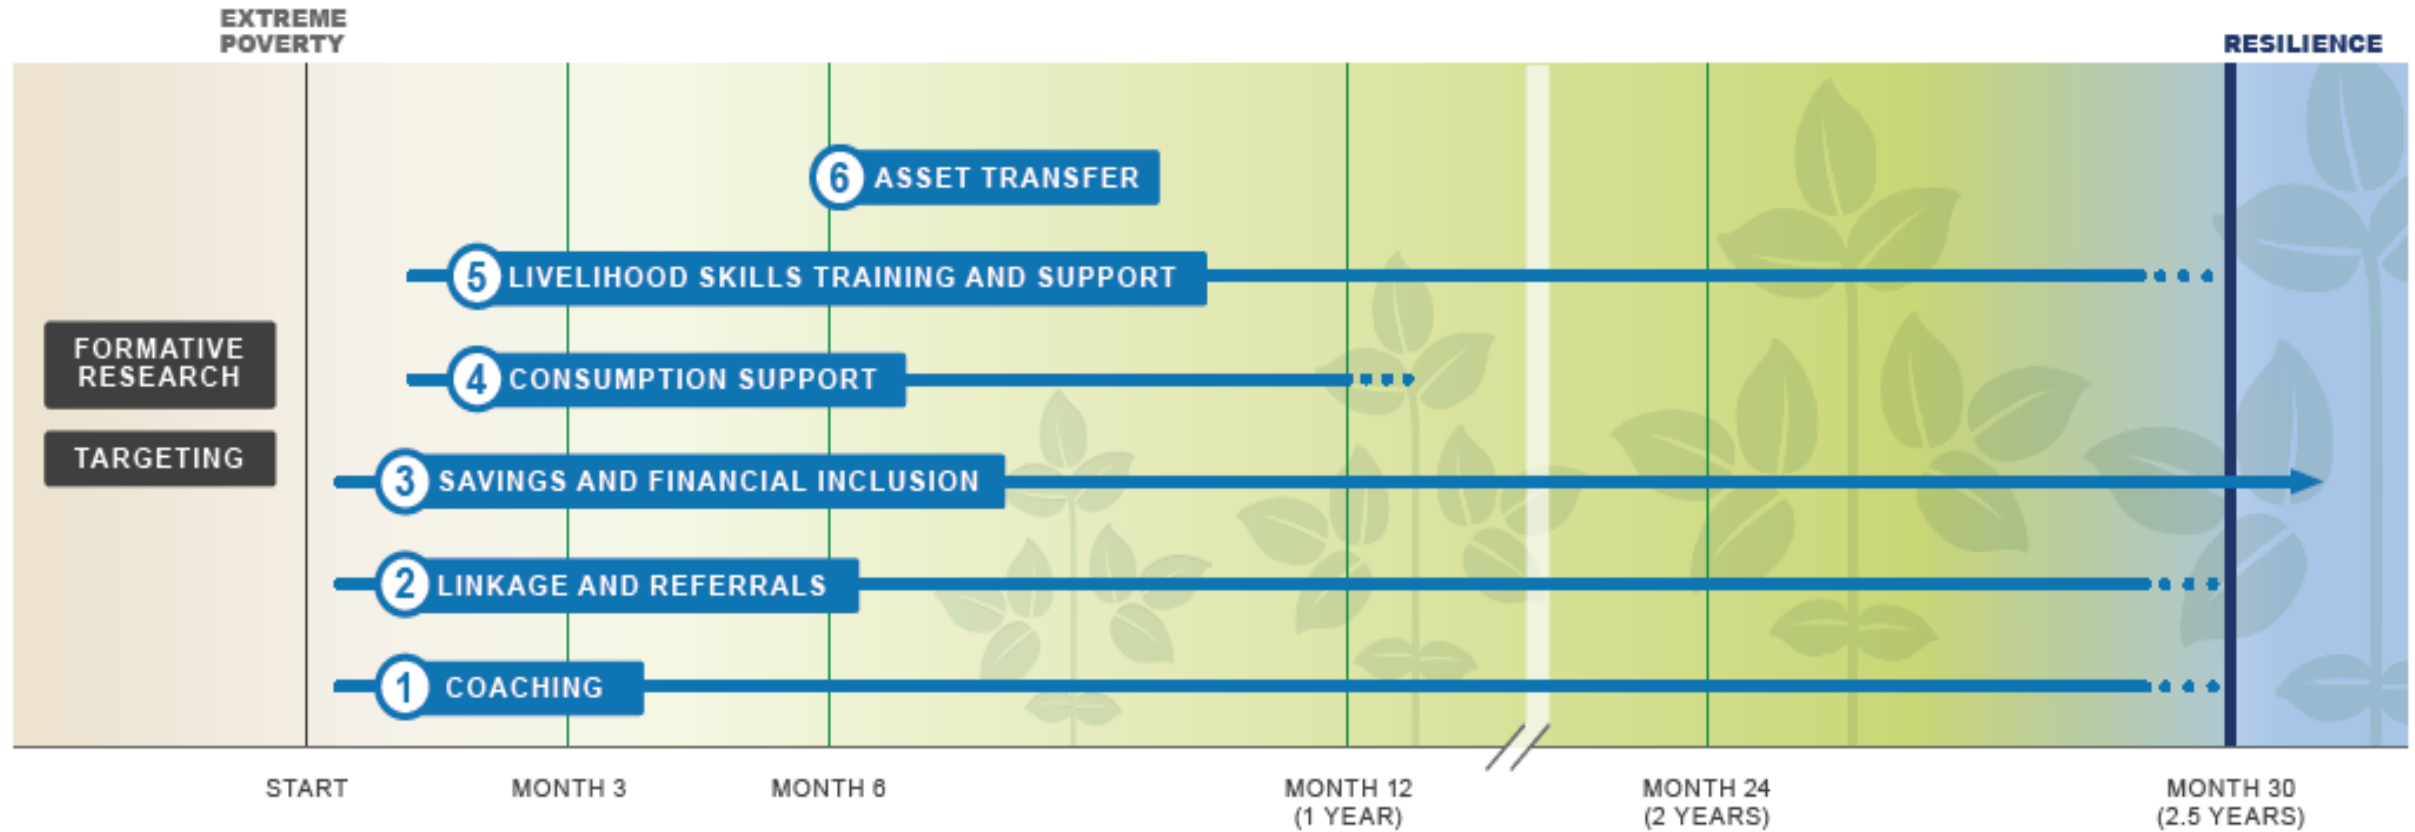 EXTREME
POVERTY
RESILIENCE
6 ASSET TRANSFER
5 LIVELIHOOD SKILLS TRAINING AND SUPPORT
FORMATIVE
RESEARCH
4 CONSUMPTION SUPPORT
TARGETING
3 SAVINGS AND FINANCIAL INCLUSION
2 LINKAGE AND REFERRALS
1 COACHING
START
MONTH 3
MONTH 6
MONTH 12
(1 YEAR)
MONTH 24
(2 YEARS)
MONTH 30
(2.5 YEARS)